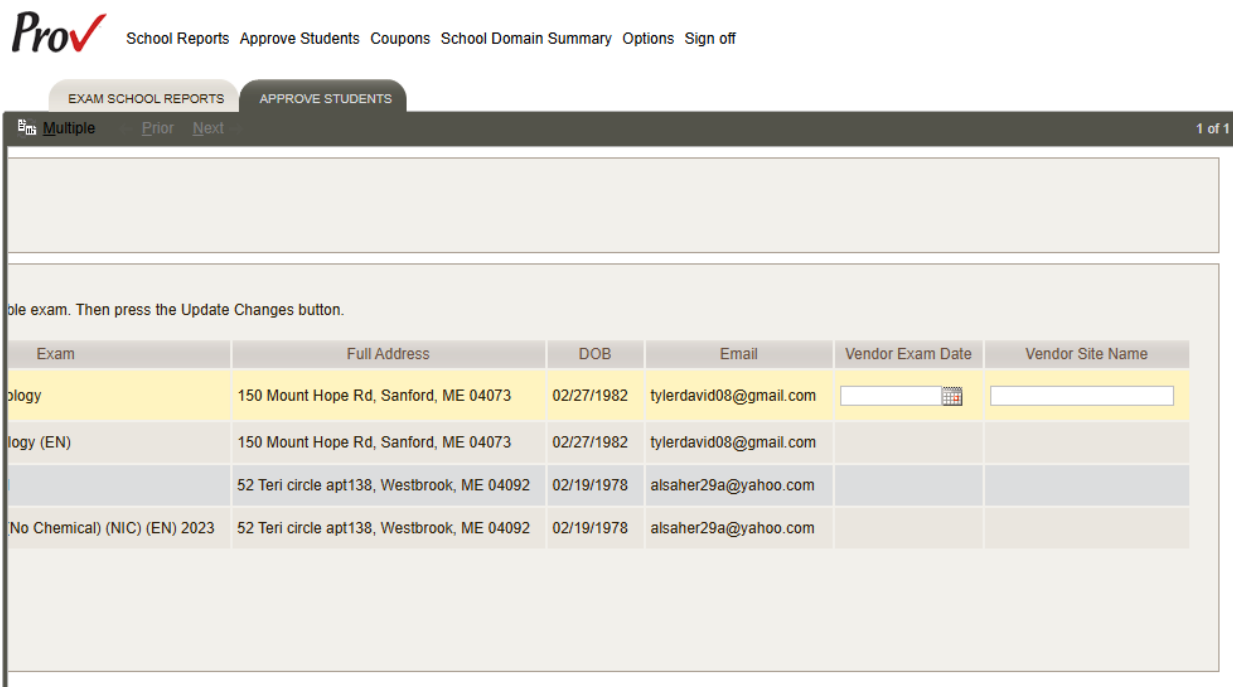 Prov
School Reports Approve Students Coupons School Domain Summary Options Sign off
EXAM SCHOOL REPORTS APPROVE STUDENTS
Multiple Prior Next 1 of 1
ble exam. Then press the Update Changes button.
Exam Full Address DOB Email Vendor Exam Date Vendor Site Name
ology 150 Mount Hope Rd, Sanford, ME 04073 02/27/1982 tylerdavid08@gmail.com
logy (EN) 150 Mount Hope Rd, Sanford, ME 04073 02/27/1982 tylerdavid08@gmail.com
52 Teri circle apt138, Westbrook, ME 04092 02/19/1978 alsaher29a@yahoo.com
(No Chemical) (NIC) (EN) 2023 52 Teri circle apt138, Westbrook, ME 04092 02/19/1978 alsaher29a@yahoo.com